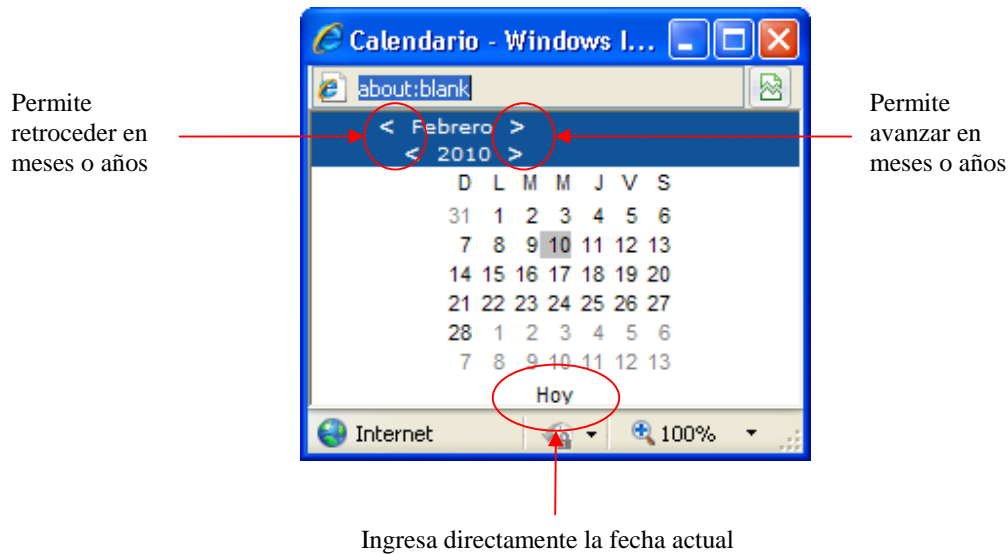 Calendario - Windows I...
about:blank
Permite
retroceder en
meses o años
< Febrero >
< 2010 >
Permite
avanzar en
meses o años
D L M M J V S
31 1 2 3 4 5 6
7 8 9 10 11 12 13
14 15 16 17 18 19 20
21 22 23 24 25 26 27
28 1 2 3 4 5 6
7 8 9 10 11 12 13
Hoy
Internet 100%
Ingresa directamente la fecha actual